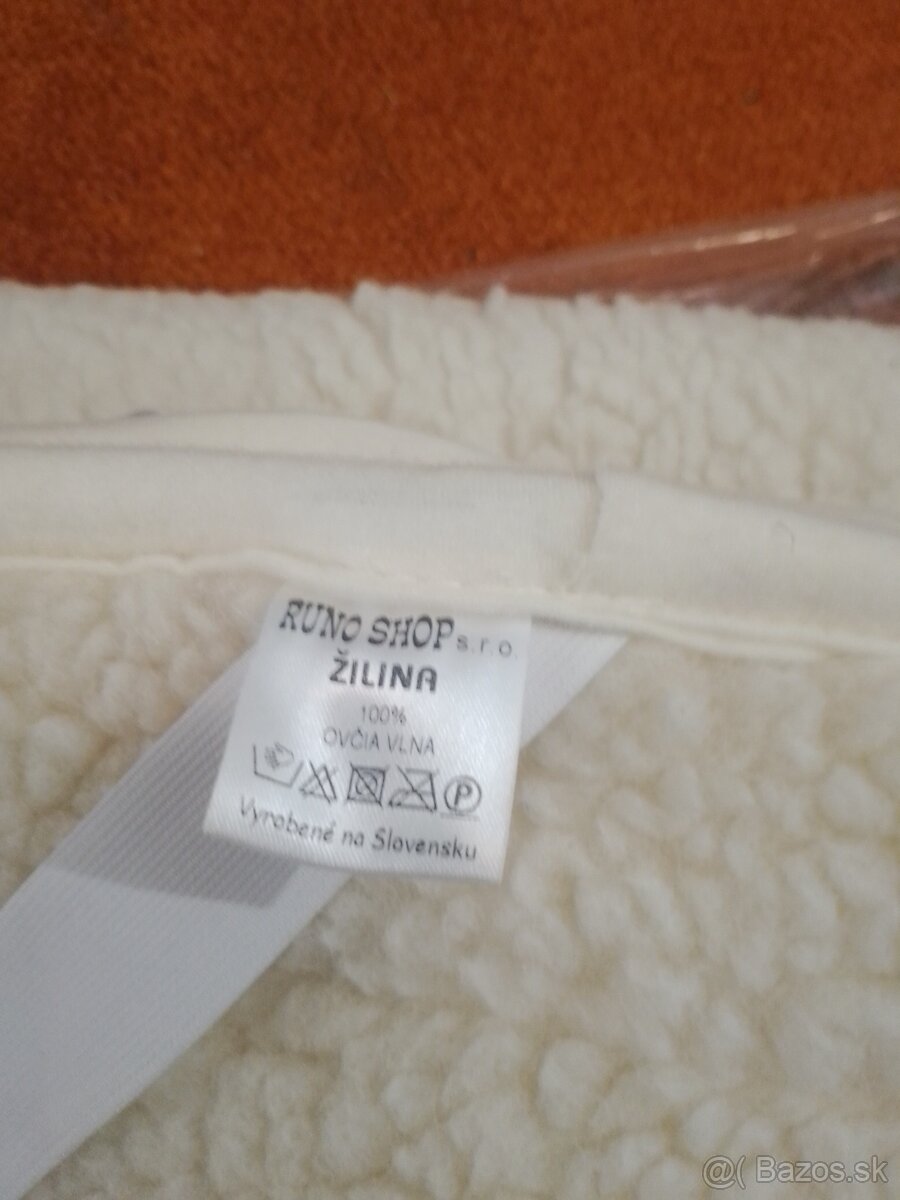 RUNO SHOP s.r.o.
ŽILINA
100%
OVČIA VLNA
P
Vyrobené na Slovensku
@( Bazos.sk